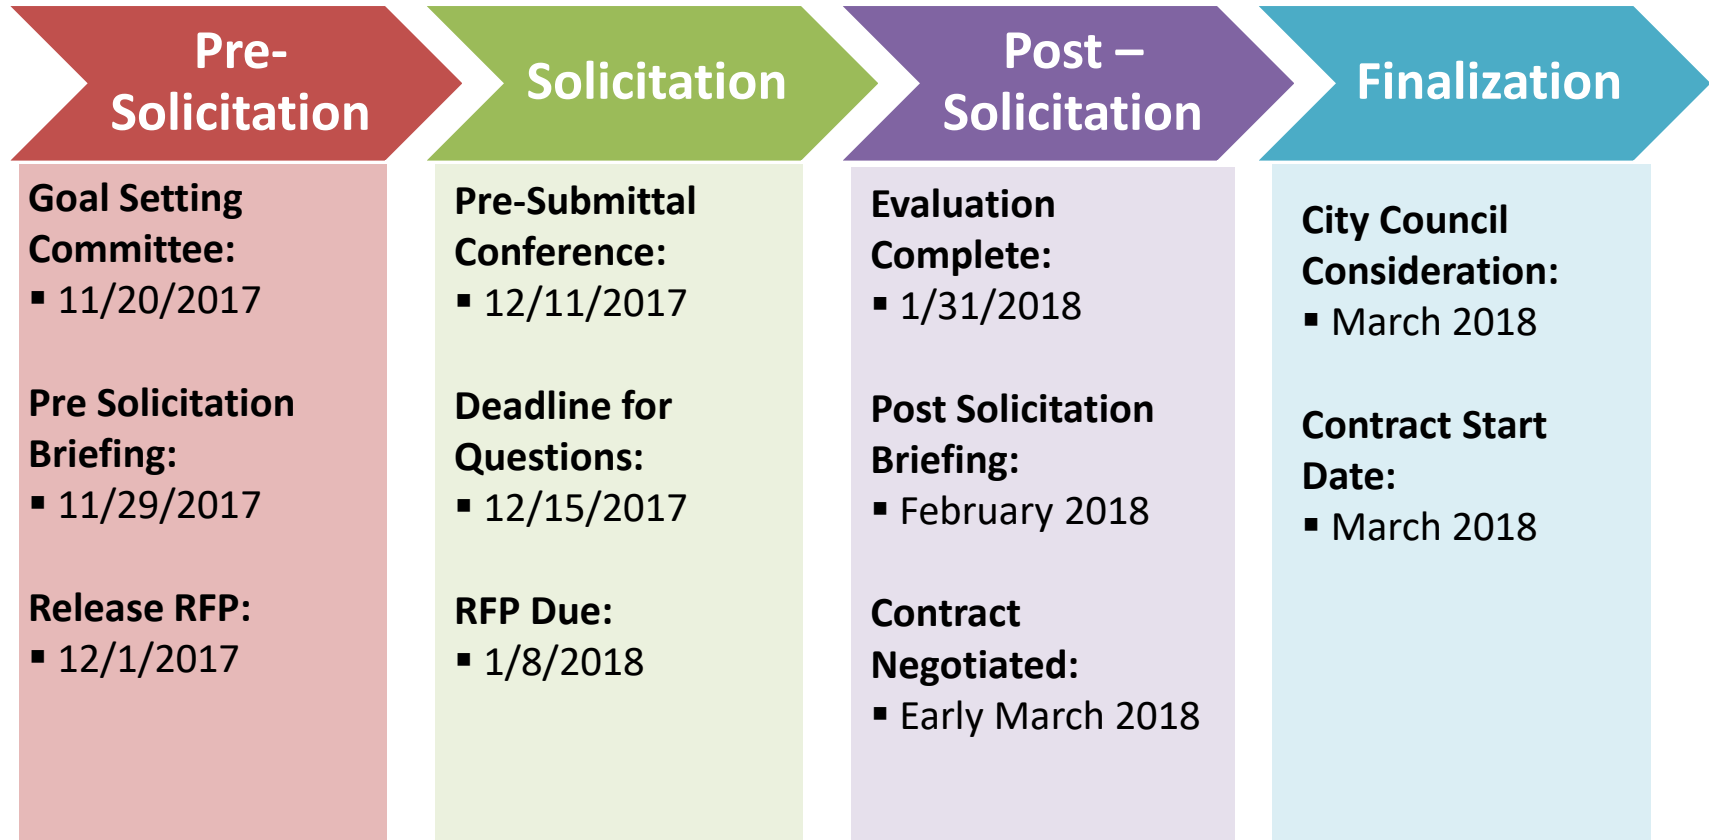 Pre-
Solicitation
Goal Setting
Committee:
▪ 11/20/2017
Pre Solicitation
Briefing:
▪ 11/29/2017
Release RFP:
▪ 12/1/2017
Solicitation
Pre-Submittal
Conference:
▪ 12/11/2017
Deadline for
Questions:
▪ 12/15/2017
RFP Due:
▪ 1/8/2018
Post –
Solicitation
Evaluation
Complete:
▪ 1/31/2018
Post Solicitation
Briefing:
▪ February 2018
Contract
Negotiated:
▪ Early March 2018
Finalization
City Council
Consideration:
▪ March 2018
Contract Start
Date:
▪ March 2018